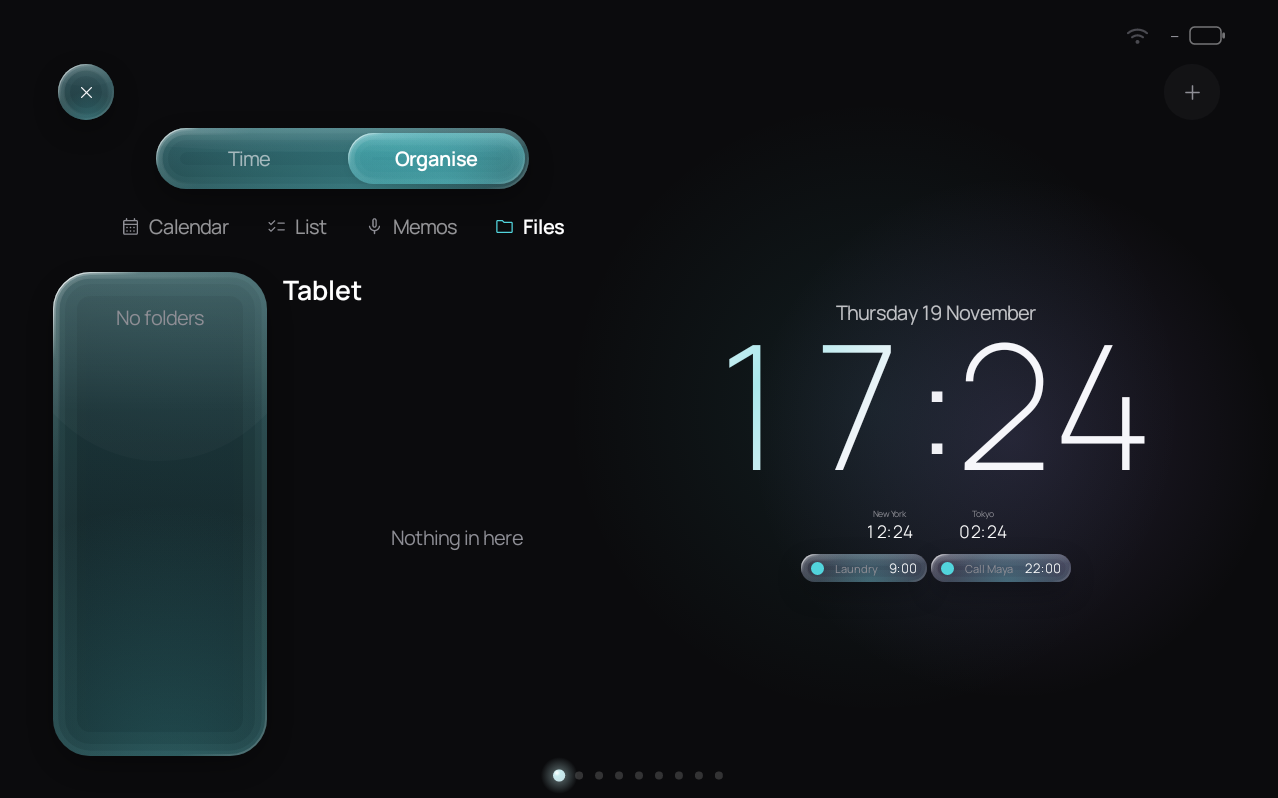 –
Time Organise
Calendar List Memos Files
No folders
Tablet
Nothing in here
Thursday 19 November
17:24
New York Tokyo
12:24 02:24
Laundry 9:00 Call Maya 22:00